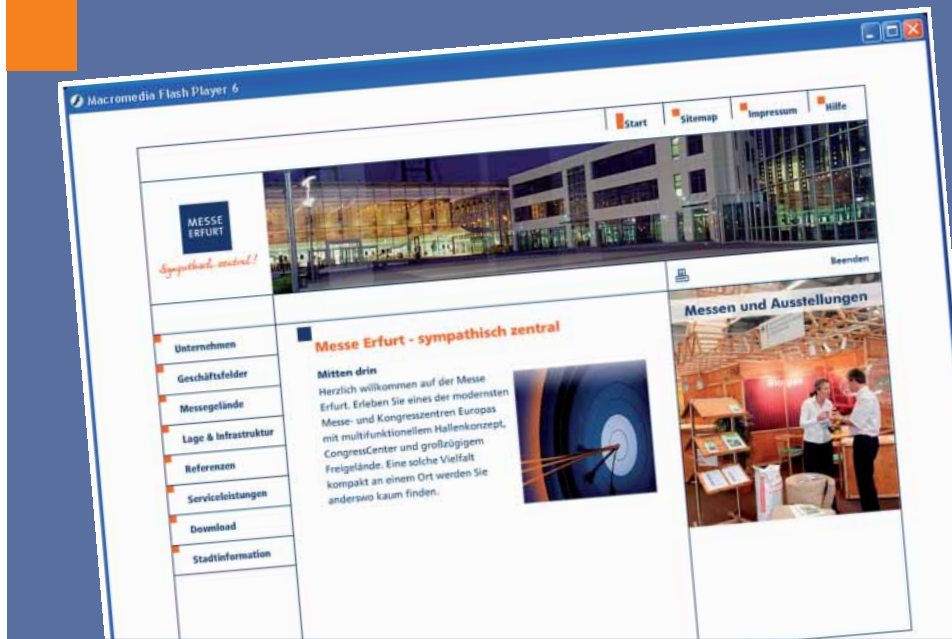 Macromedia Flash Player 6
Start
Sitemap
Impressum
Hilfe
MESSE
ERFURT
Sympathisch zentral!
Beenden
Messen und Ausstellungen
Unternehmen
Geschäftsfelder
Messegelände
Lage & Infrastruktur
Referenzen
Serviceleistungen
Download
Stadtinformation
Messe Erfurt - sympathisch zentral
Mitten drin
Herzlich willkommen auf der Messe
Erfurt. Erleben Sie eines der modernsten
Messe- und Kongresszentren Europas
mit multifunktionellem Hallenkonzept,
CongressCenter und großzügigem
Freigelände. Eine solche Vielfalt
kompakt an einem Ort werden Sie
anderswo kaum finden.